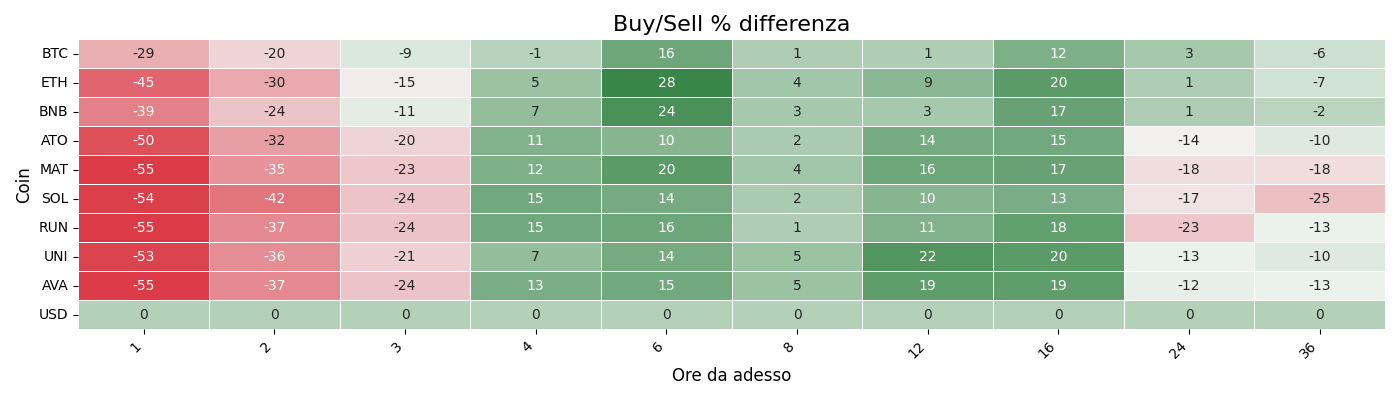 Buy/Sell % differenza
Coin
BTC -29 -20 -9 -1 16 1 1 12 3 -6
ETH -45 -30 -15 5 28 4 9 20 1 -7
BNB -39 -24 -11 7 24 3 3 17 1 -2
ATO -50 -32 -20 11 10 2 14 15 -14 -10
MAT -55 -35 -23 12 20 4 16 17 -18 -18
SOL -54 -42 -24 15 14 2 10 13 -17 -25
RUN -55 -37 -24 15 16 1 11 18 -23 -13
UNI -53 -36 -21 7 14 5 22 20 -13 -10
AVA -55 -37 -24 13 15 5 19 19 -12 -13
USD 0 0 0 0 0 0 0 0 0 0
1 2 3 4 6 8 12 16 24 36
Ore da adesso